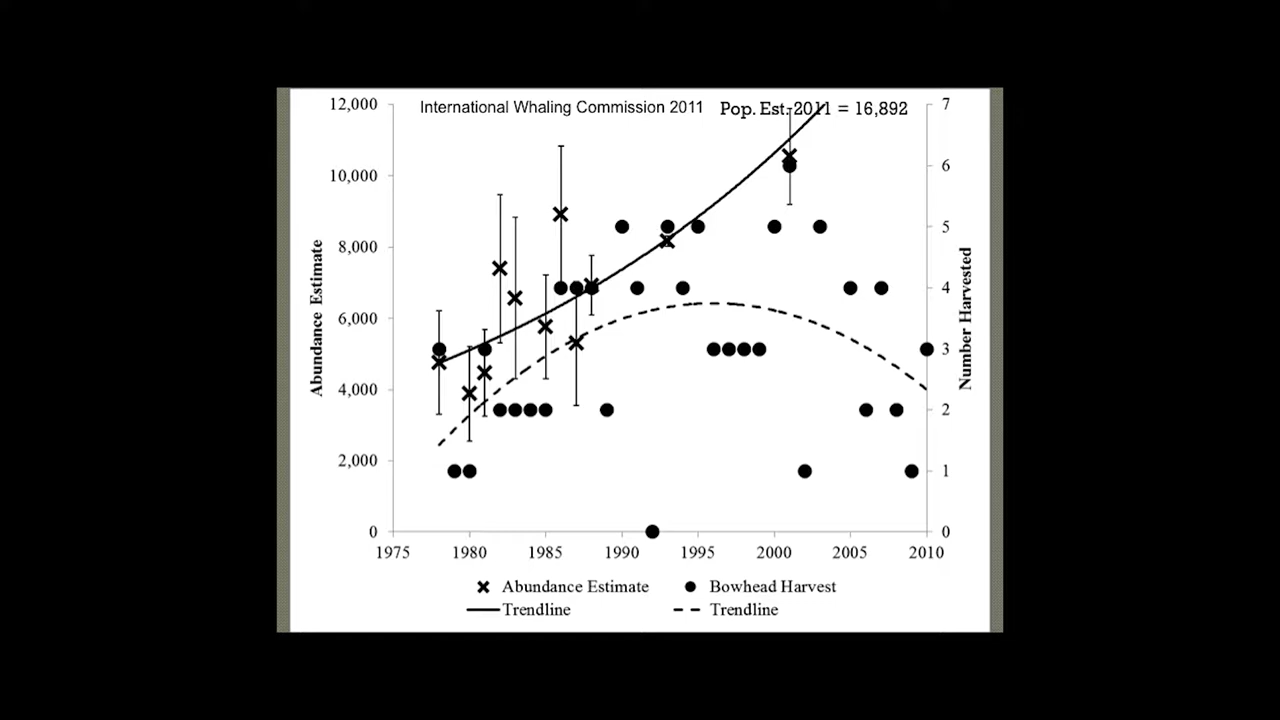 International Whaling Commission 2011
Pop. Est. 2011 = 16,892
12,000
10,000
8,000
6,000
4,000
2,000
0
Abundance Estimate
7
6
5
4
3
2
1
0
Number Harvested
1975 1980 1985 1990 1995 2000 2005 2010
Abundance Estimate Bowhead Harvest
Trendline Trendline